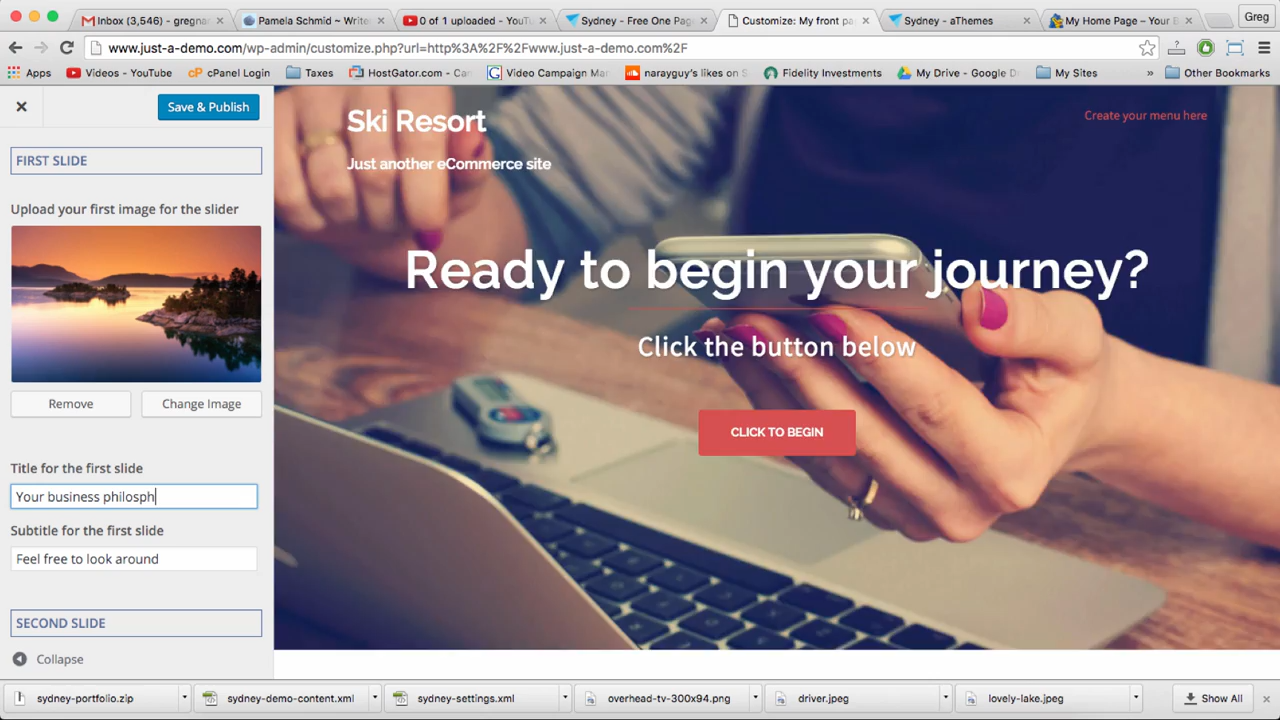 Inbox (3,546) - gregnar
Pamela Schmid ~ Write
0 of 1 uploaded - YouTu
Sydney - Free One Page
Customize: My front pa
Sydney - aThemes
My Home Page – Your B
Greg
www.just-a-demo.com/wp-admin/customize.php?url=http%3A%2F%2Fwww.just-a-demo.com%2F
Apps
Videos - YouTube
cPanel Login
Taxes
HostGator.com - Can
Video Campaign Man
narayguy's likes on S
Fidelity Investments
My Drive - Google Dr
My Sites
»
Other Bookmarks
Save & Publish
FIRST SLIDE
Upload your first image for the slider
Remove
Change Image
Title for the first slide
Your business philosph
Subtitle for the first slide
Feel free to look around
SECOND SLIDE
Collapse
Ski Resort
Just another eCommerce site
Create your menu here
Ready to begin your journey?
Click the button below
CLICK TO BEGIN
sydney-portfolio.zip
sydney-demo-content.xml
sydney-settings.xml
overhead-tv-300x94.png
driver.jpeg
lovely-lake.jpeg
Show All